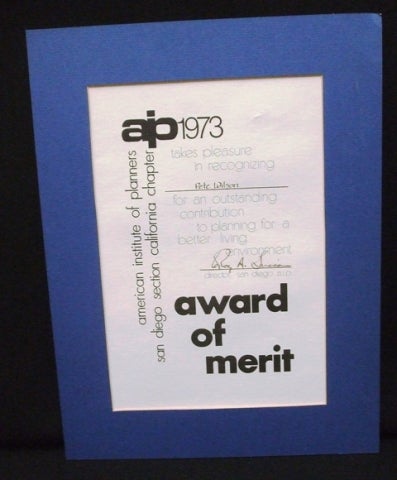 aip1973
takes pleasure
in recognizing
Pete Wilson
for an outstanding
contribution
to planning for a
better living
environment
director, san diego a.i.p.
award
of
merit
american institute of planners
san diego section california chapter